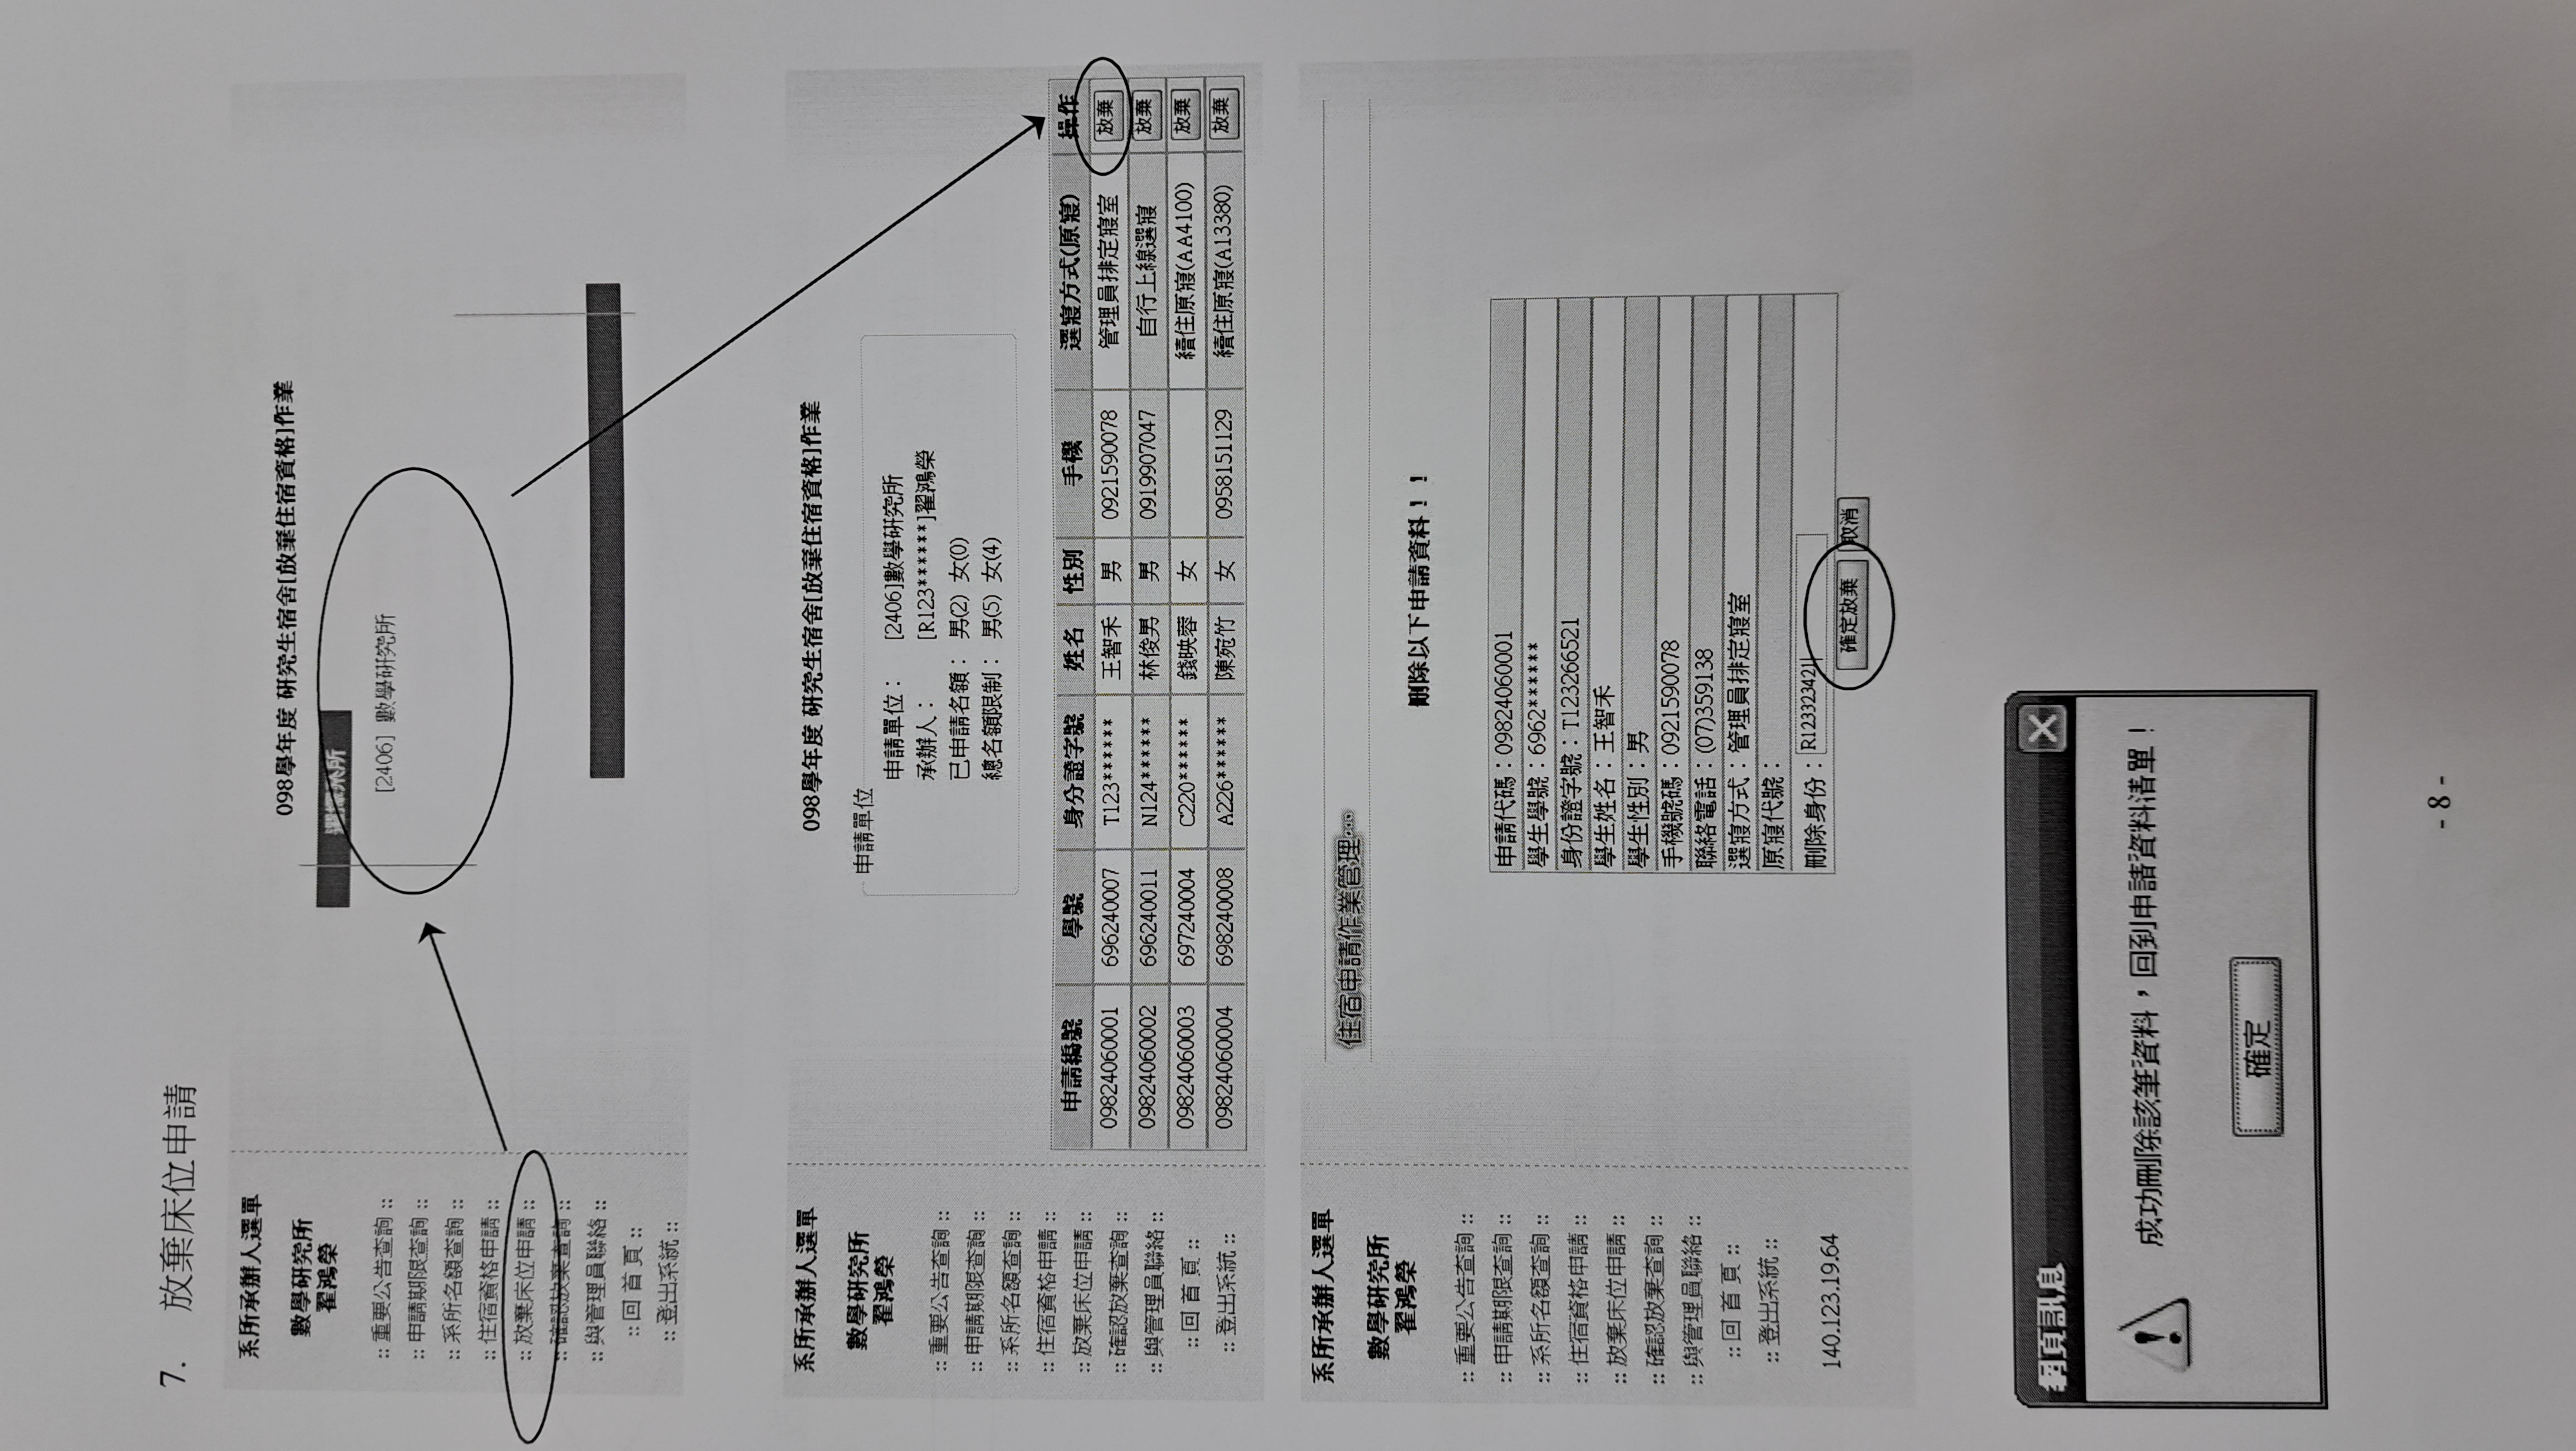 7. 放棄床位申請
系所承辦人選單
數學研究所
翟鴻榮
:: 重要公告查詢 ::
:: 申請期限查詢 ::
:: 系所名額查詢 ::
:: 住宿資格申請 ::
:: 放棄床位申請 ::
:: 確認放棄查詢 ::
:: 與管理員聯絡 ::
:: 回 首 頁 ::
:: 登出系統 ::
098學年度 研究生宿舍[放棄住宿資格]作業
選擇系所
[2406] 數學研究所
系所承辦人選單
數學研究所
翟鴻榮
:: 重要公告查詢 ::
:: 申請期限查詢 ::
:: 系所名額查詢 ::
:: 住宿資格申請 ::
:: 放棄床位申請 ::
:: 確認放棄查詢 ::
:: 與管理員聯絡 ::
:: 回 首 頁 ::
:: 登出系統 ::
098學年度 研究生宿舍[放棄住宿資格]作業
申請單位
申請單位： [2406]數學研究所
承辦人： [R123******]翟鴻榮
已申請名額： 男(2) 女(0)
總名額限制： 男(5) 女(4)
申請編號 學號 身分證字號 姓名 性別 手機 選寢方式(原寢) 操作
09824060001 696240007 T123****** 王智禾 男 0921590078 管理員排定寢室 放棄
09824060002 696240011 N124****** 林俊男 男 0919907047 自行上線選寢 放棄
09824060003 697240004 C220****** 錢映蓉 女 續住原寢(AA4100) 放棄
09824060004 698240008 A226****** 陳宛竹 女 0958151129 續住原寢(A13380) 放棄
系所承辦人選單
數學研究所
翟鴻榮
:: 重要公告查詢 ::
:: 申請期限查詢 ::
:: 系所名額查詢 ::
:: 住宿資格申請 ::
:: 放棄床位申請 ::
:: 確認放棄查詢 ::
:: 與管理員聯絡 ::
:: 回 首 頁 ::
:: 登出系統 ::
140.123.19.64
住宿申請作業管理…
刪除以下申請資料！！
申請代碼：09824060001
學生學號：6962******
身份證字號：T123266521
學生姓名：王智禾
學生性別：男
手機號碼：0921590078
聯絡電話：(07)359138
選寢方式：管理員排定寢室
原寢代號：
刪除身份：R123323421
確定放棄 取消
網頁訊息
成功刪除該筆資料，回到申請資料清單！
確定
- 8 -